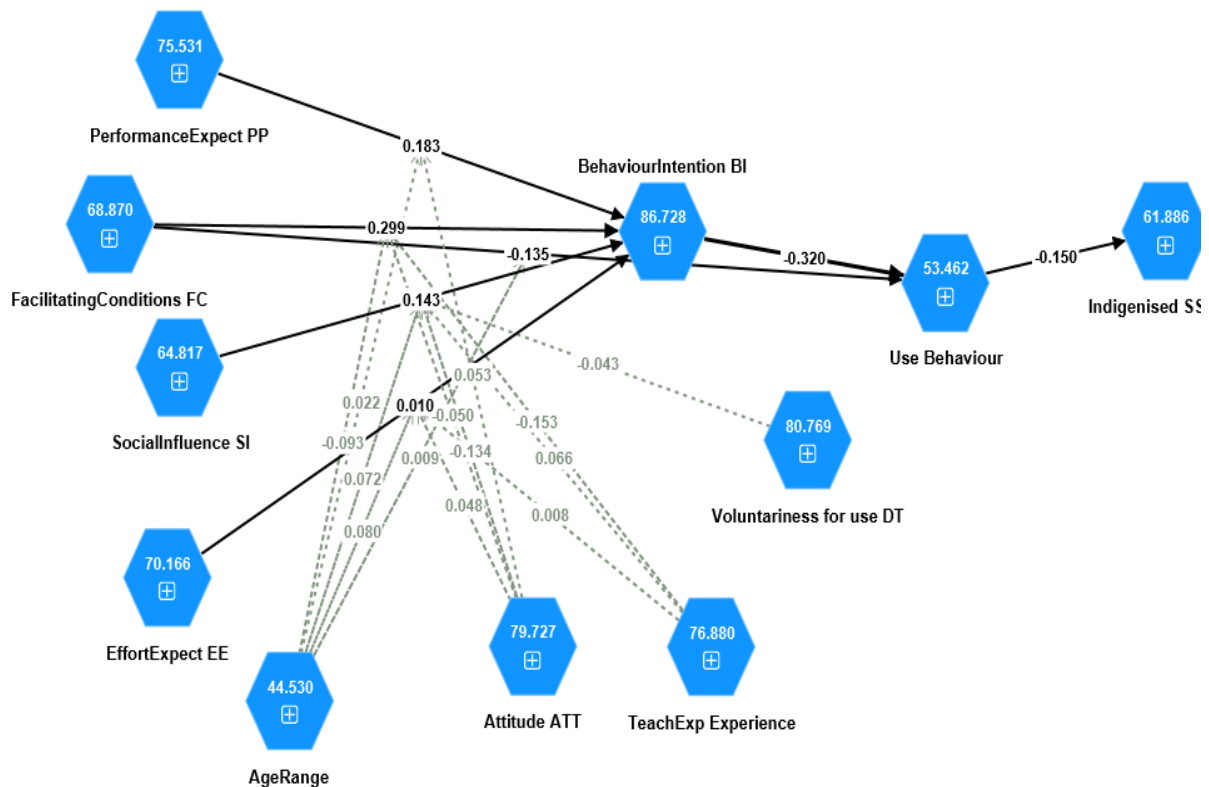 75.531
PerformanceExpect PP
0.183
BehaviourIntention BI
68.870
86.728
61.886
0.299
-0.135
-0.320
53.462
-0.150
FacilitatingConditions FC
Indigenised SS
0.143
64.817
Use Behaviour
-0.043
0.053
SocialInfluence SI
0.022
0.010
-0.050
-0.153
80.769
-0.093
0.009
-0.134
0.066
0.072
0.048
0.008
Voluntariness for use DT
0.080
70.166
EffortExpect EE
79.727
76.880
44.530
Attitude ATT
TeachExp Experience
AgeRange